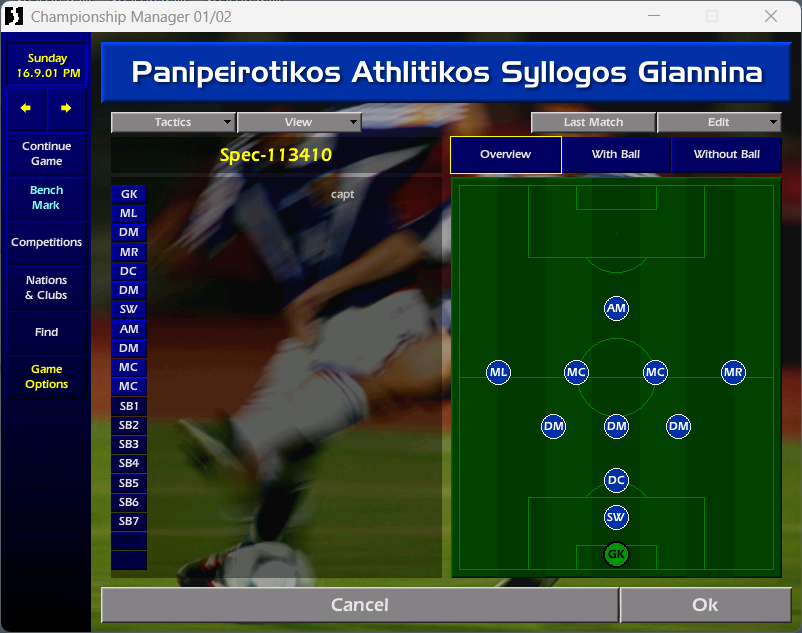 Championship Manager 01/02
Sunday
16.9.01 PM
Panipeirotikos Athlitikos Syllogos Giannina
Continue
Game
Bench
Mark
Competitions
Nations
& Clubs
Find
Game
Options
Tactics
View
Last Match
Edit
Spec-113410
Overview
With Ball
Without Ball
GK capt
ML
DM
MR
DC
DM
SW
AM
DM
MC
MC
SB1
SB2
SB3
SB4
SB5
SB6
SB7
AM
ML MC MC MR
DM DM DM
DC
SW
GK
Cancel
Ok